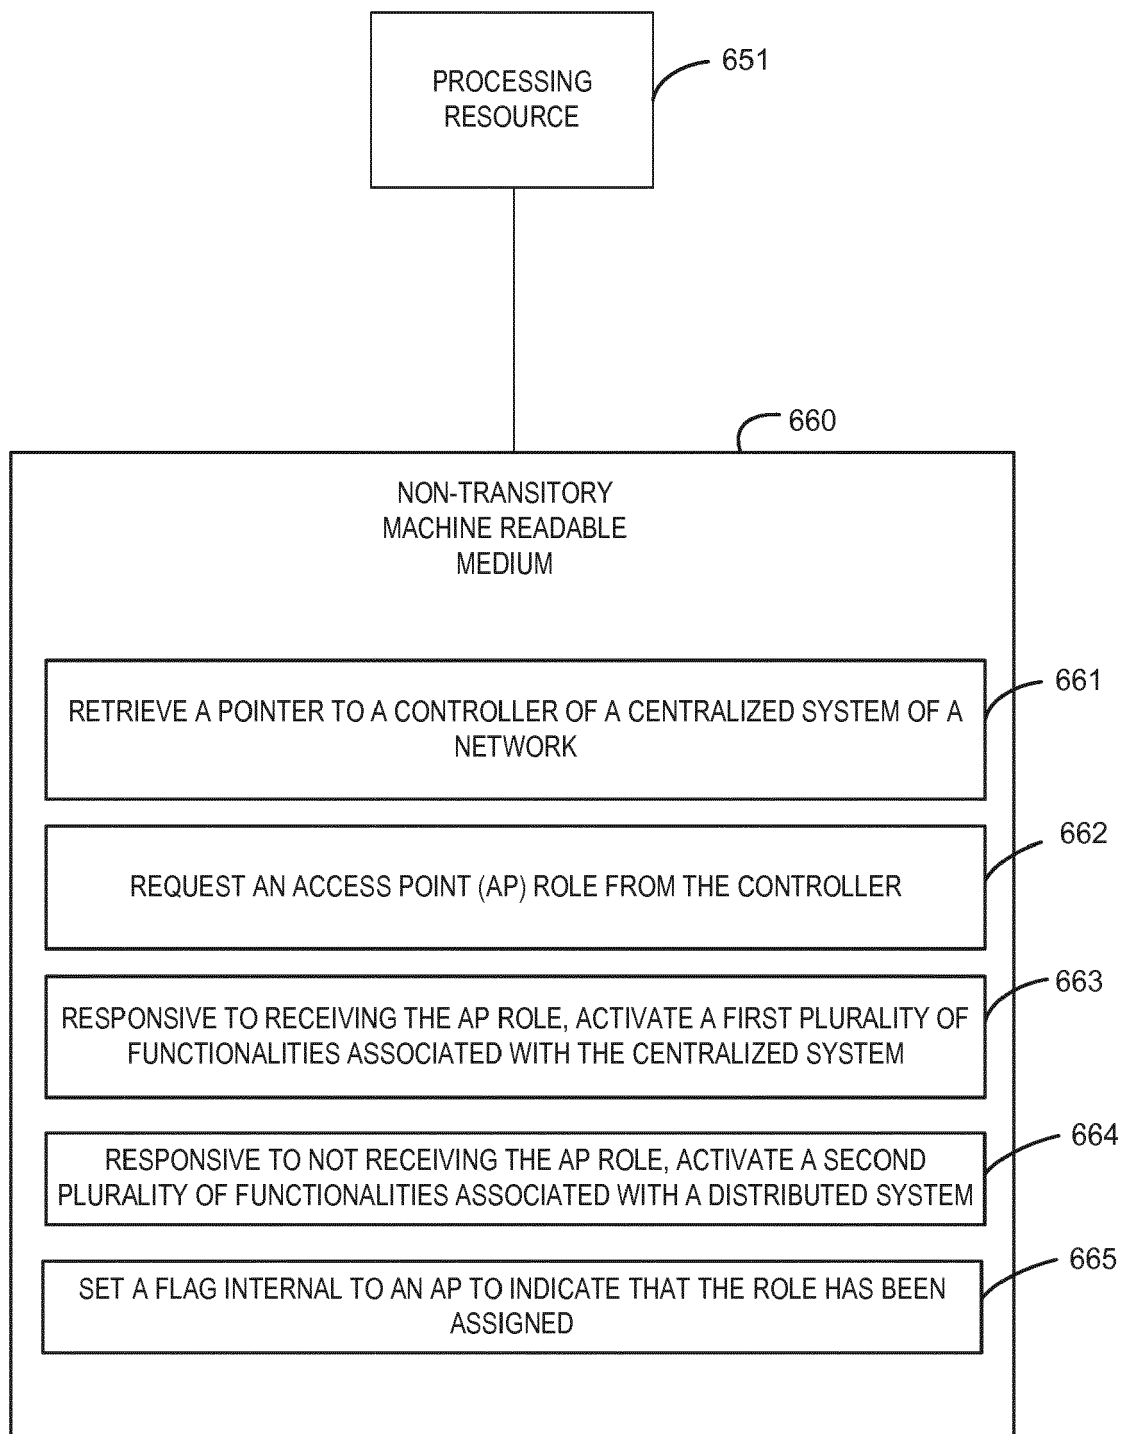 PROCESSING
RESOURCE
651
660
NON-TRANSITORY
MACHINE READABLE
MEDIUM
661
RETRIEVE A POINTER TO A CONTROLLER OF A CENTRALIZED SYSTEM OF A
NETWORK
662
REQUEST AN ACCESS POINT (AP) ROLE FROM THE CONTROLLER
663
RESPONSIVE TO RECEIVING THE AP ROLE, ACTIVATE A FIRST PLURALITY OF
FUNCTIONALITIES ASSOCIATED WITH THE CENTRALIZED SYSTEM
664
RESPONSIVE TO NOT RECEIVING THE AP ROLE, ACTIVATE A SECOND
PLURALITY OF FUNCTIONALITIES ASSOCIATED WITH A DISTRIBUTED SYSTEM
665
SET A FLAG INTERNAL TO AN AP TO INDICATE THAT THE ROLE HAS BEEN
ASSIGNED